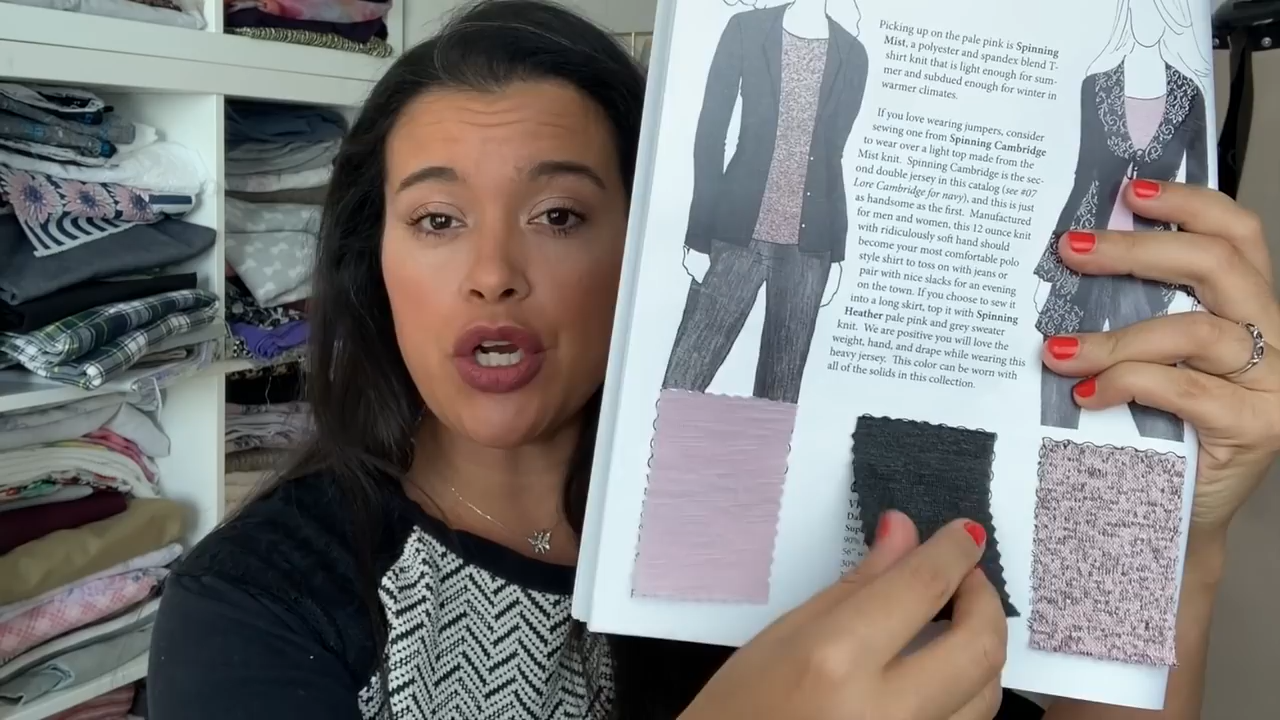 Picking up on the pale pink is Spinning
Mist, a polyester and spandex blend T-
shirt knit that is light enough for sum-
mer and subdued enough for winter in
warmer climates.
If you love wearing jumpers, consider
sewing one from Spinning Cambridge
to wear over a light top made from the
Mist knit. Spinning Cambridge is the sec-
ond double jersey in this catalog (see #07
Lore Cambridge for navy), and this is just
as handsome as the first. Manufactured
for men and women, this 12 ounce knit
with ridiculously soft hand should
become your most comfortable polo
style shirt to toss on with jeans or
pair with nice slacks for an evening
on the town. If you choose to sew it
into a long skirt, top it with Spinning
Heather pale pink and grey sweater
knit. We are positive you will love the
weight, hand, and drape while wearing this
heavy jersey. This color can be worn with
all of the solids in this collection.
90%
56"